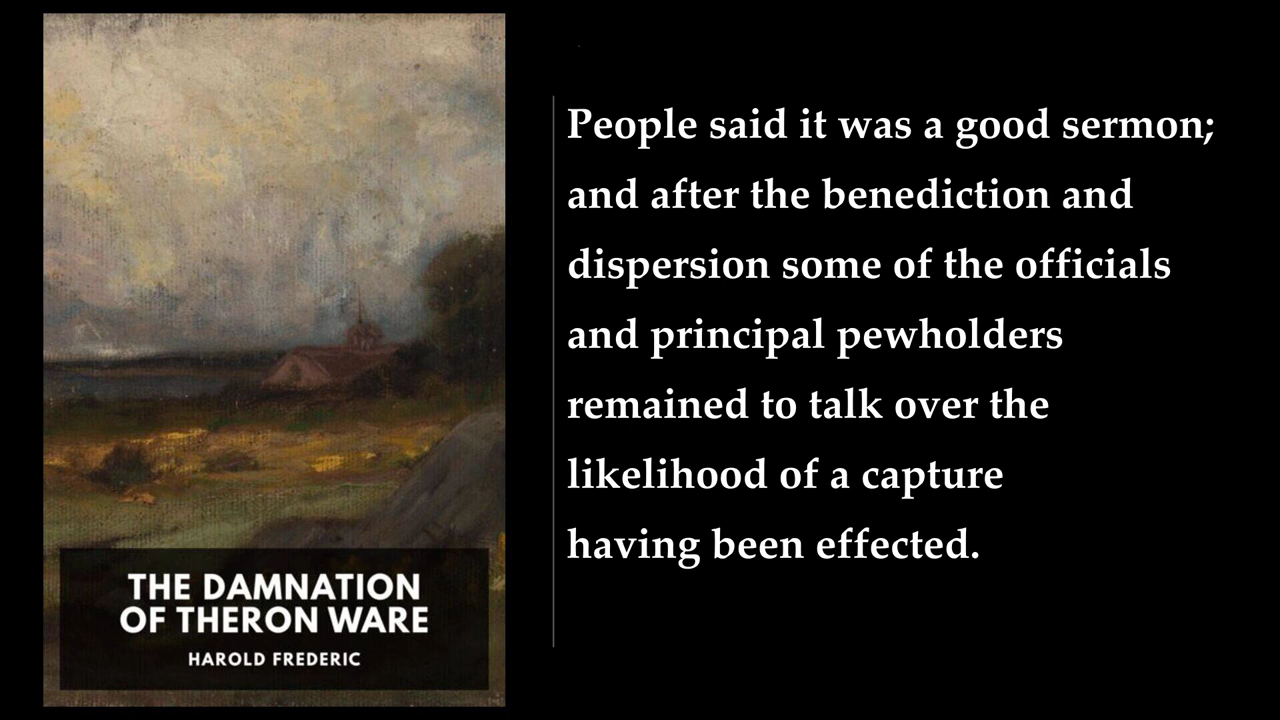 THE DAMNATION
OF THERON WARE
HAROLD FREDERIC
People said it was a good sermon;
and after the benediction and
dispersion some of the officials
and principal pewholders
remained to talk over the
likelihood of a capture
having been effected.